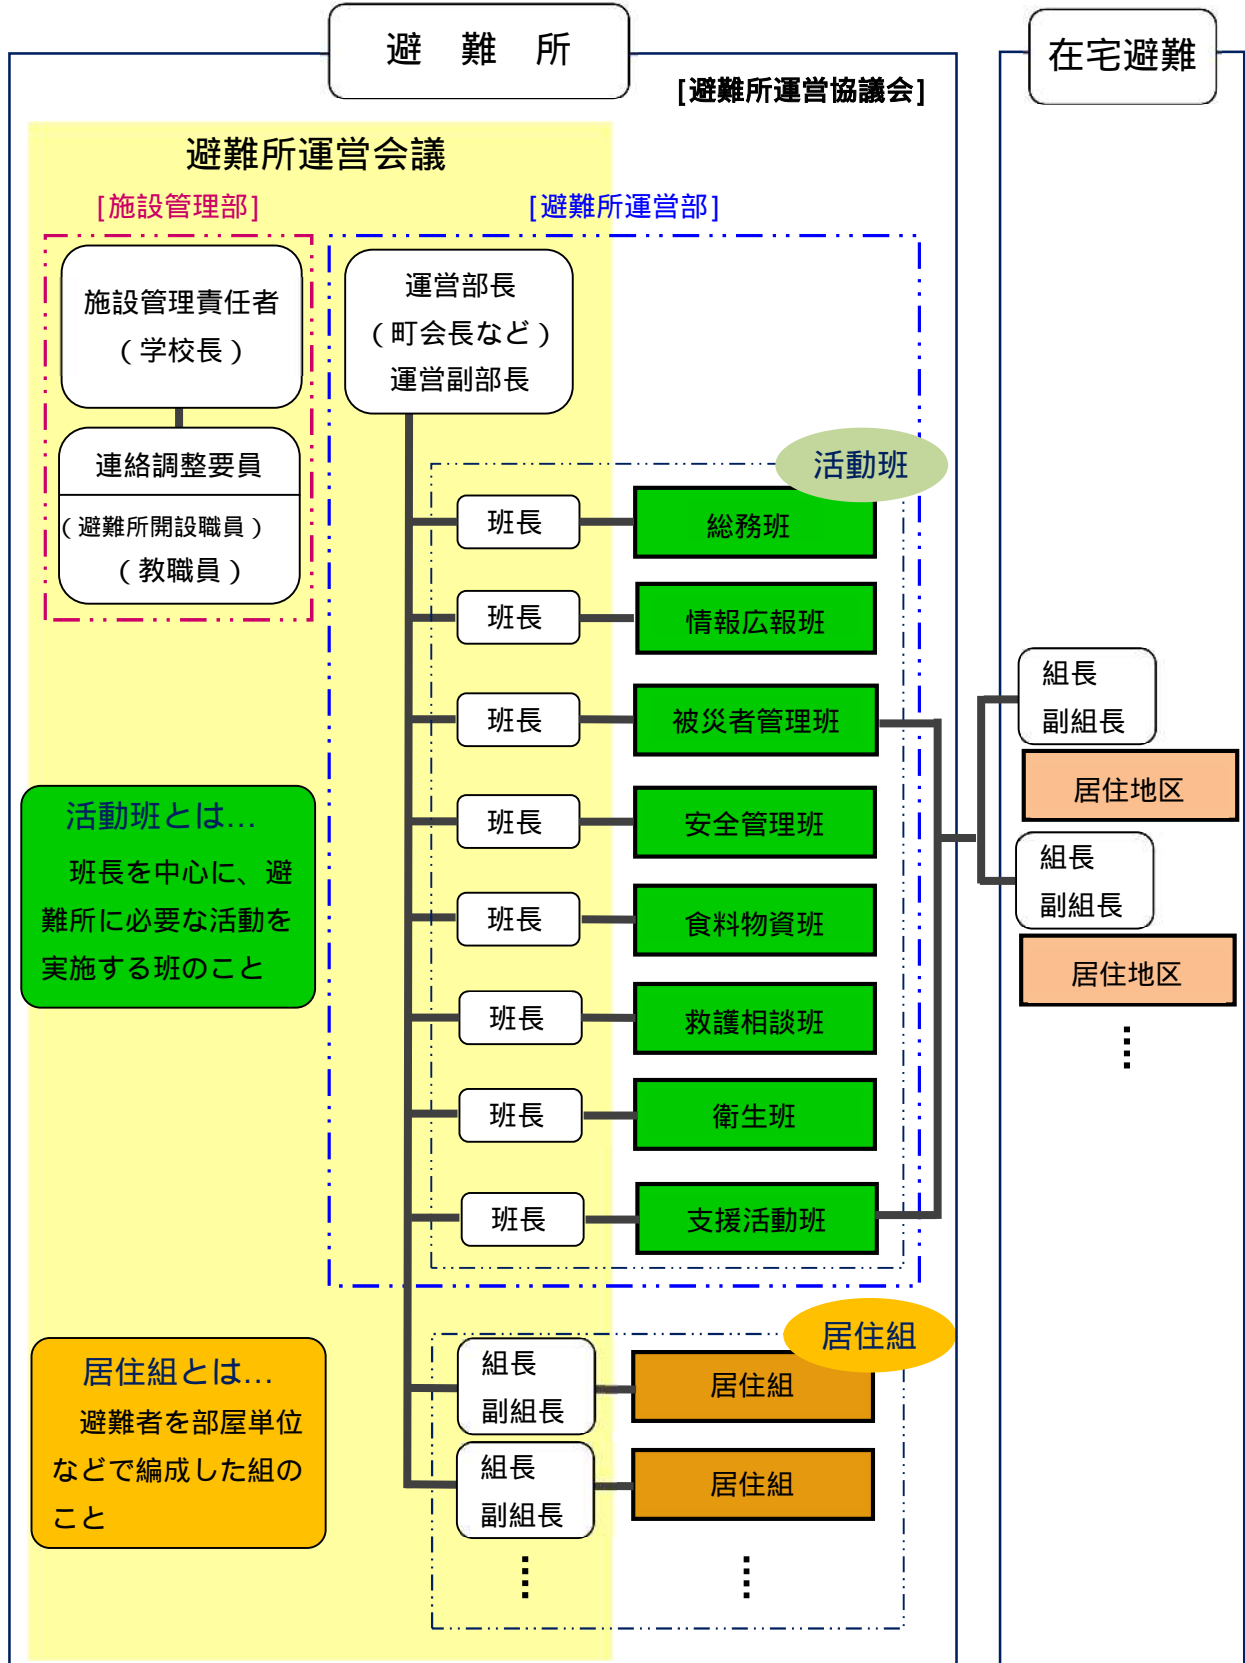 避 難 所
在宅避難
[避難所運営協議会]
避難所運営会議
[施設管理部]
[避難所運営部]
施設管理責任者
（学校長）
連絡調整要員
（避難所開設職員）
（教職員）
運営部長
（町会長など）
運営副部長
活動班
班長
総務班
班長
情報広報班
班長
被災者管理班
班長
安全管理班
班長
食料物資班
班長
救護相談班
班長
衛生班
班長
支援活動班
活動班とは…
班長を中心に、避
難所に必要な活動を
実施する班のこと
居住組
組長
副組長
居住組
組長
副組長
居住組
居住組とは…
避難者を部屋単位
などで編成した組の
こと
組長
副組長
居住地区
組長
副組長
居住地区